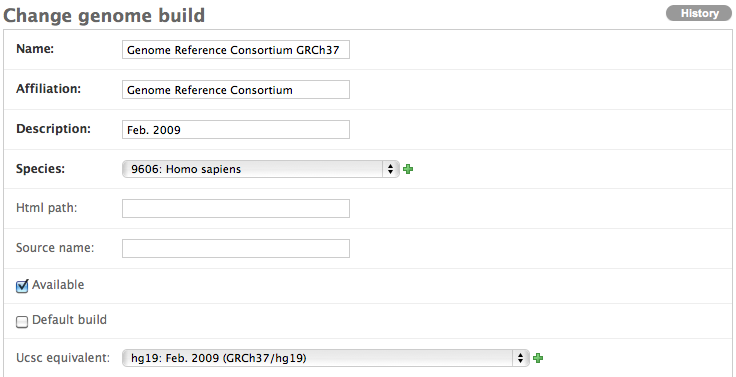 Change genome build
History
Name: Genome Reference Consortium GRCh37
Affiliation: Genome Reference Consortium
Description: Feb. 2009
Species: 9606: Homo sapiens
Html path:
Source name:
Available
Default build
Ucsc equivalent: hg19: Feb. 2009 (GRCh37/hg19)